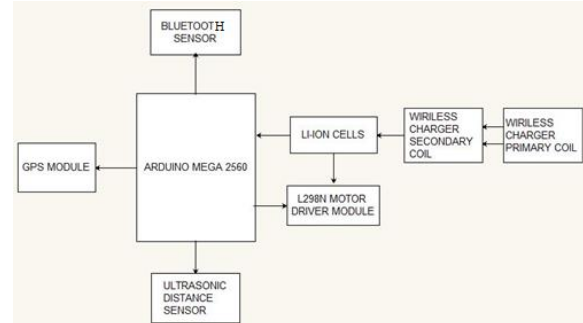 BLUETOOTH
SENSOR
GPS MODULE
ARDUINO MEGA 2560
LI-ION CELLS
WIRILESS
CHARGER
SECONDARY
COIL
WIRILESS
CHARGER
PRIMARY COIL
L298N MOTOR
DRIVER MODULE
ULTRASONIC
DISTANCE
SENSOR